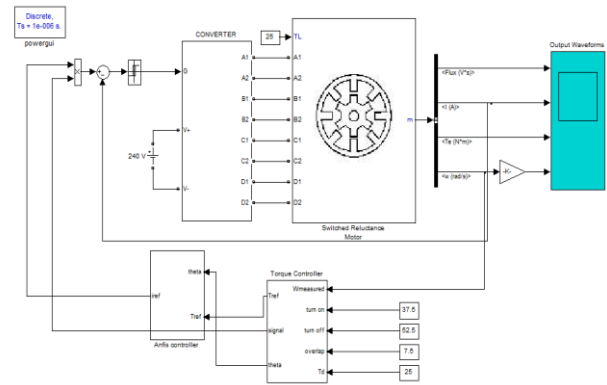 Discrete,
Ts = 1e-006 s.
powergui
CONVERTER
G
V+
V-
A1
A2
B1
B2
C1
C2
D1
D2
240 V
25
TL
A1
A2
B1
B2
C1
C2
D1
D2
m
Switched Reluctance
Motor
<Flux (V*s)>
<I (A)>
<Te (N*m)>
<w (rad/s)>
-K-
Output Waveforms
theta
iref
Tref
Anfis controller
Torque Controller
Wmeasured
Tref
turn on
signal
turn off
overlap
theta
Td
37.5
52.5
7.5
25